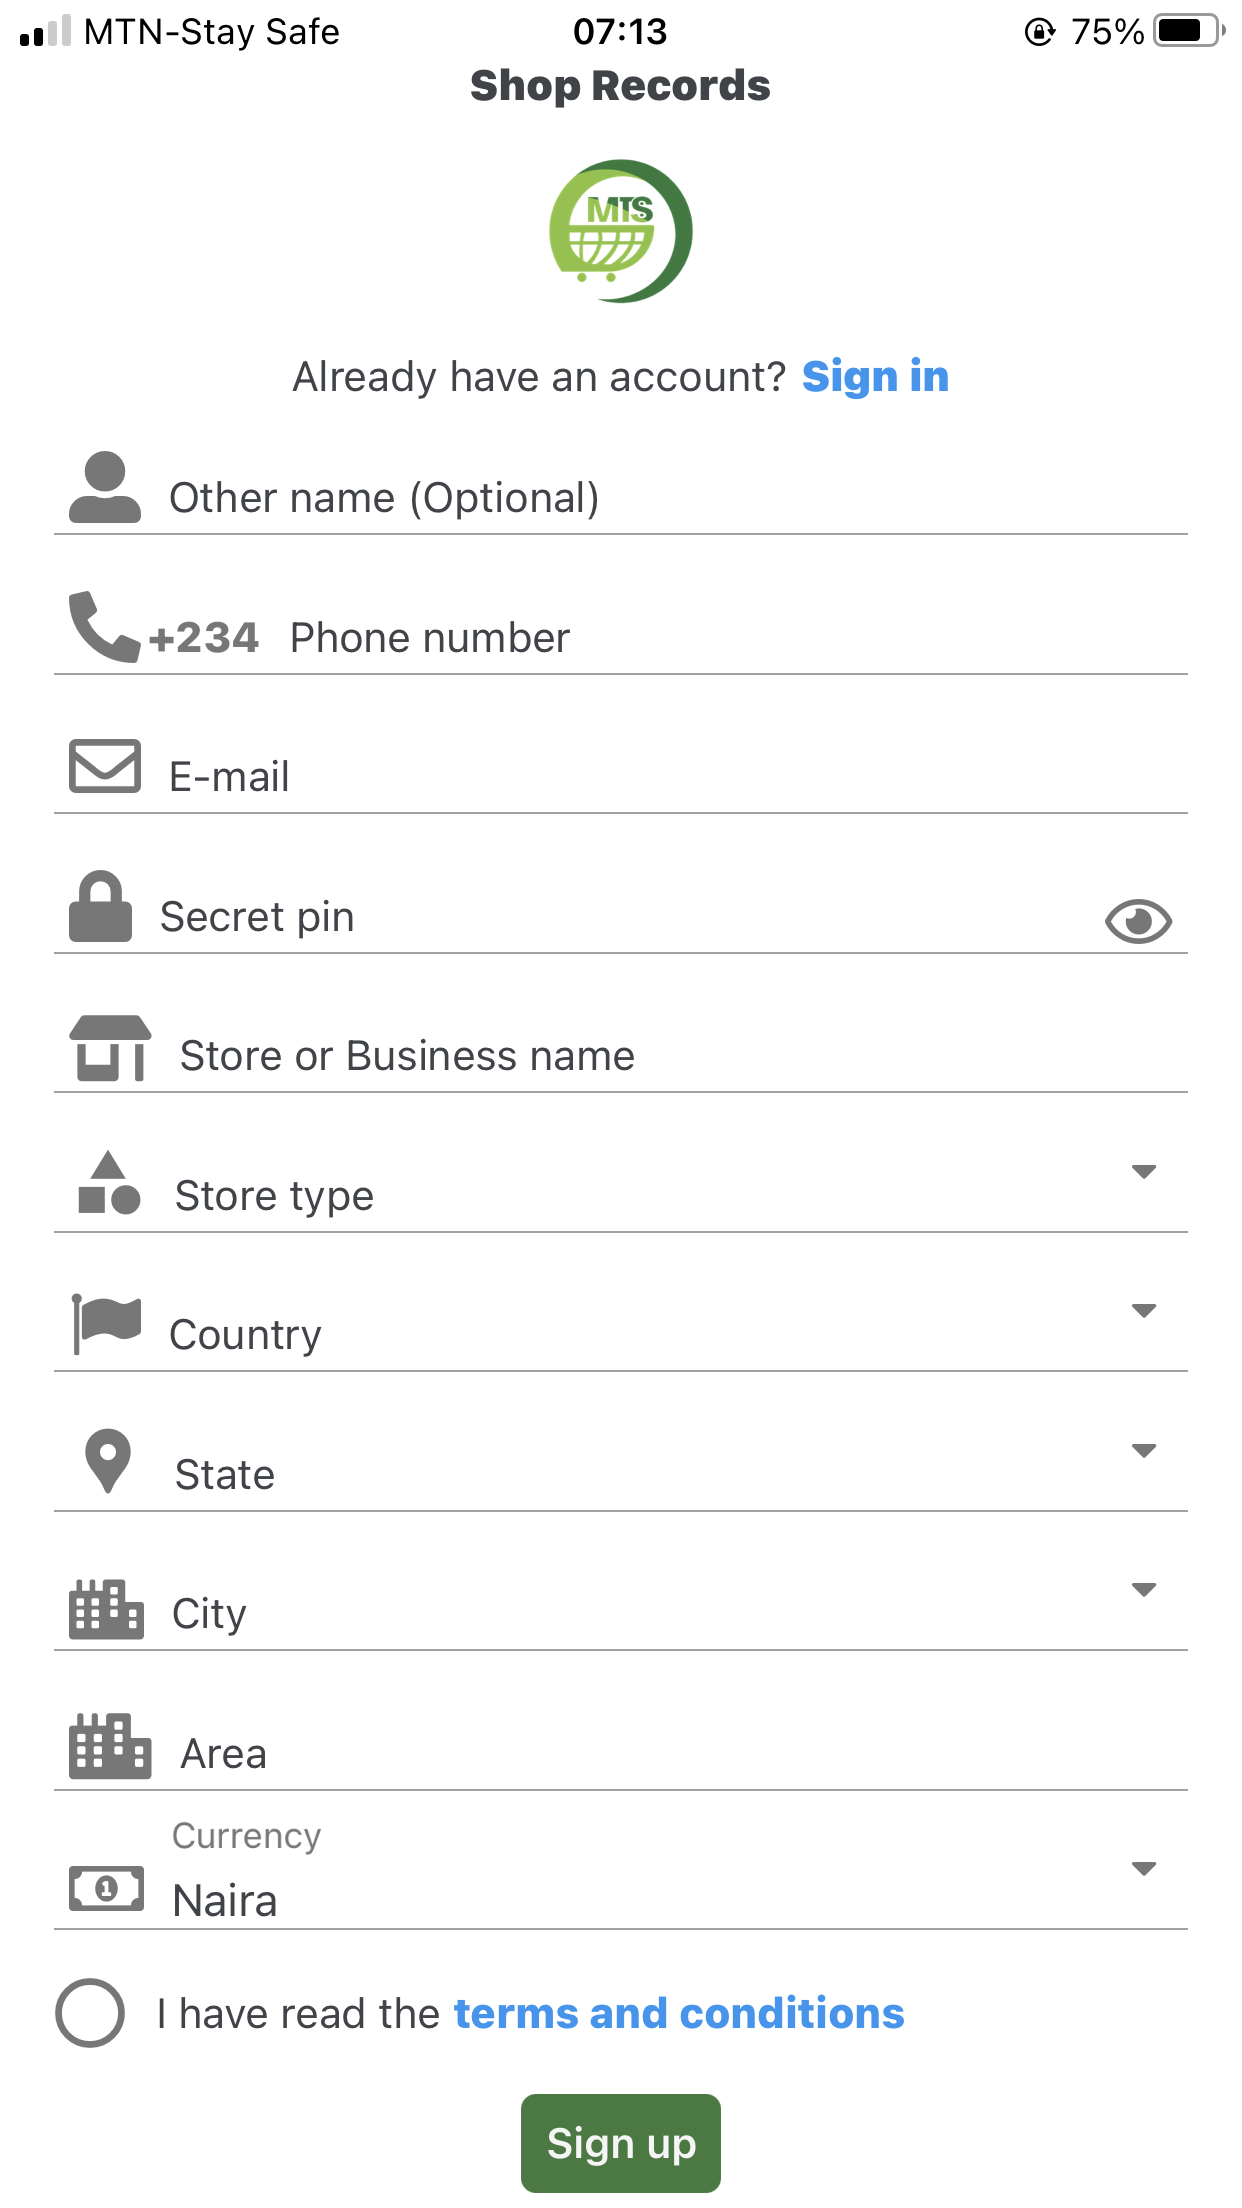 MTN-Stay Safe 07:13 75%
Shop Records
MTS
Already have an account? Sign in
Other name (Optional)
+234 Phone number
E-mail
Secret pin
Store or Business name
Store type
Country
State
City
Area
Currency
1 Naira
I have read the terms and conditions
Sign up